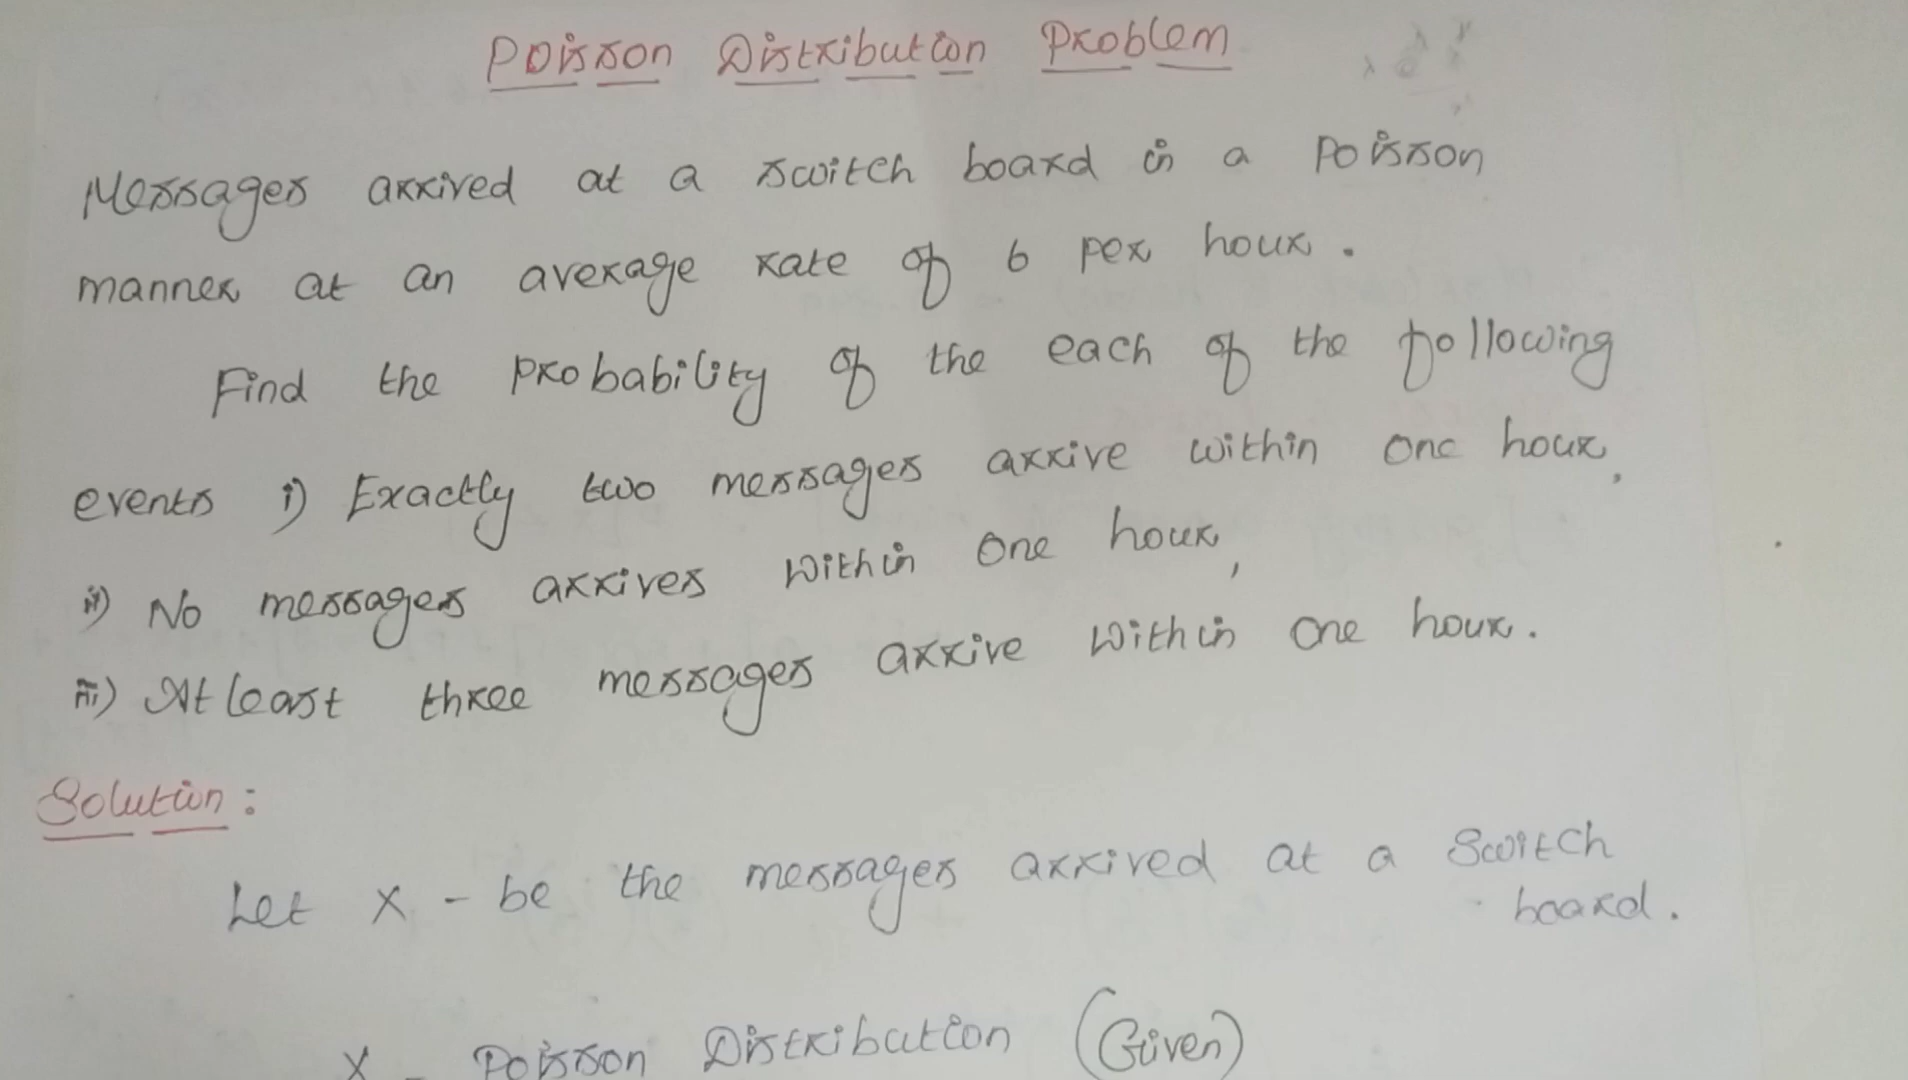 Poisson Distribution Problem
Messages arrived at a switch board in a Poisson
manner at an average rate of 6 per hour.
Find the probability of the each of the following
events i) Exactly two messages arrive within one hour,
ii) No messages arrives within one hour,
iii) At least three messages arrive within one hour.
Solution:
Let X - be the messages arrived at a switch
board.
X - Poisson Distribution (Given)